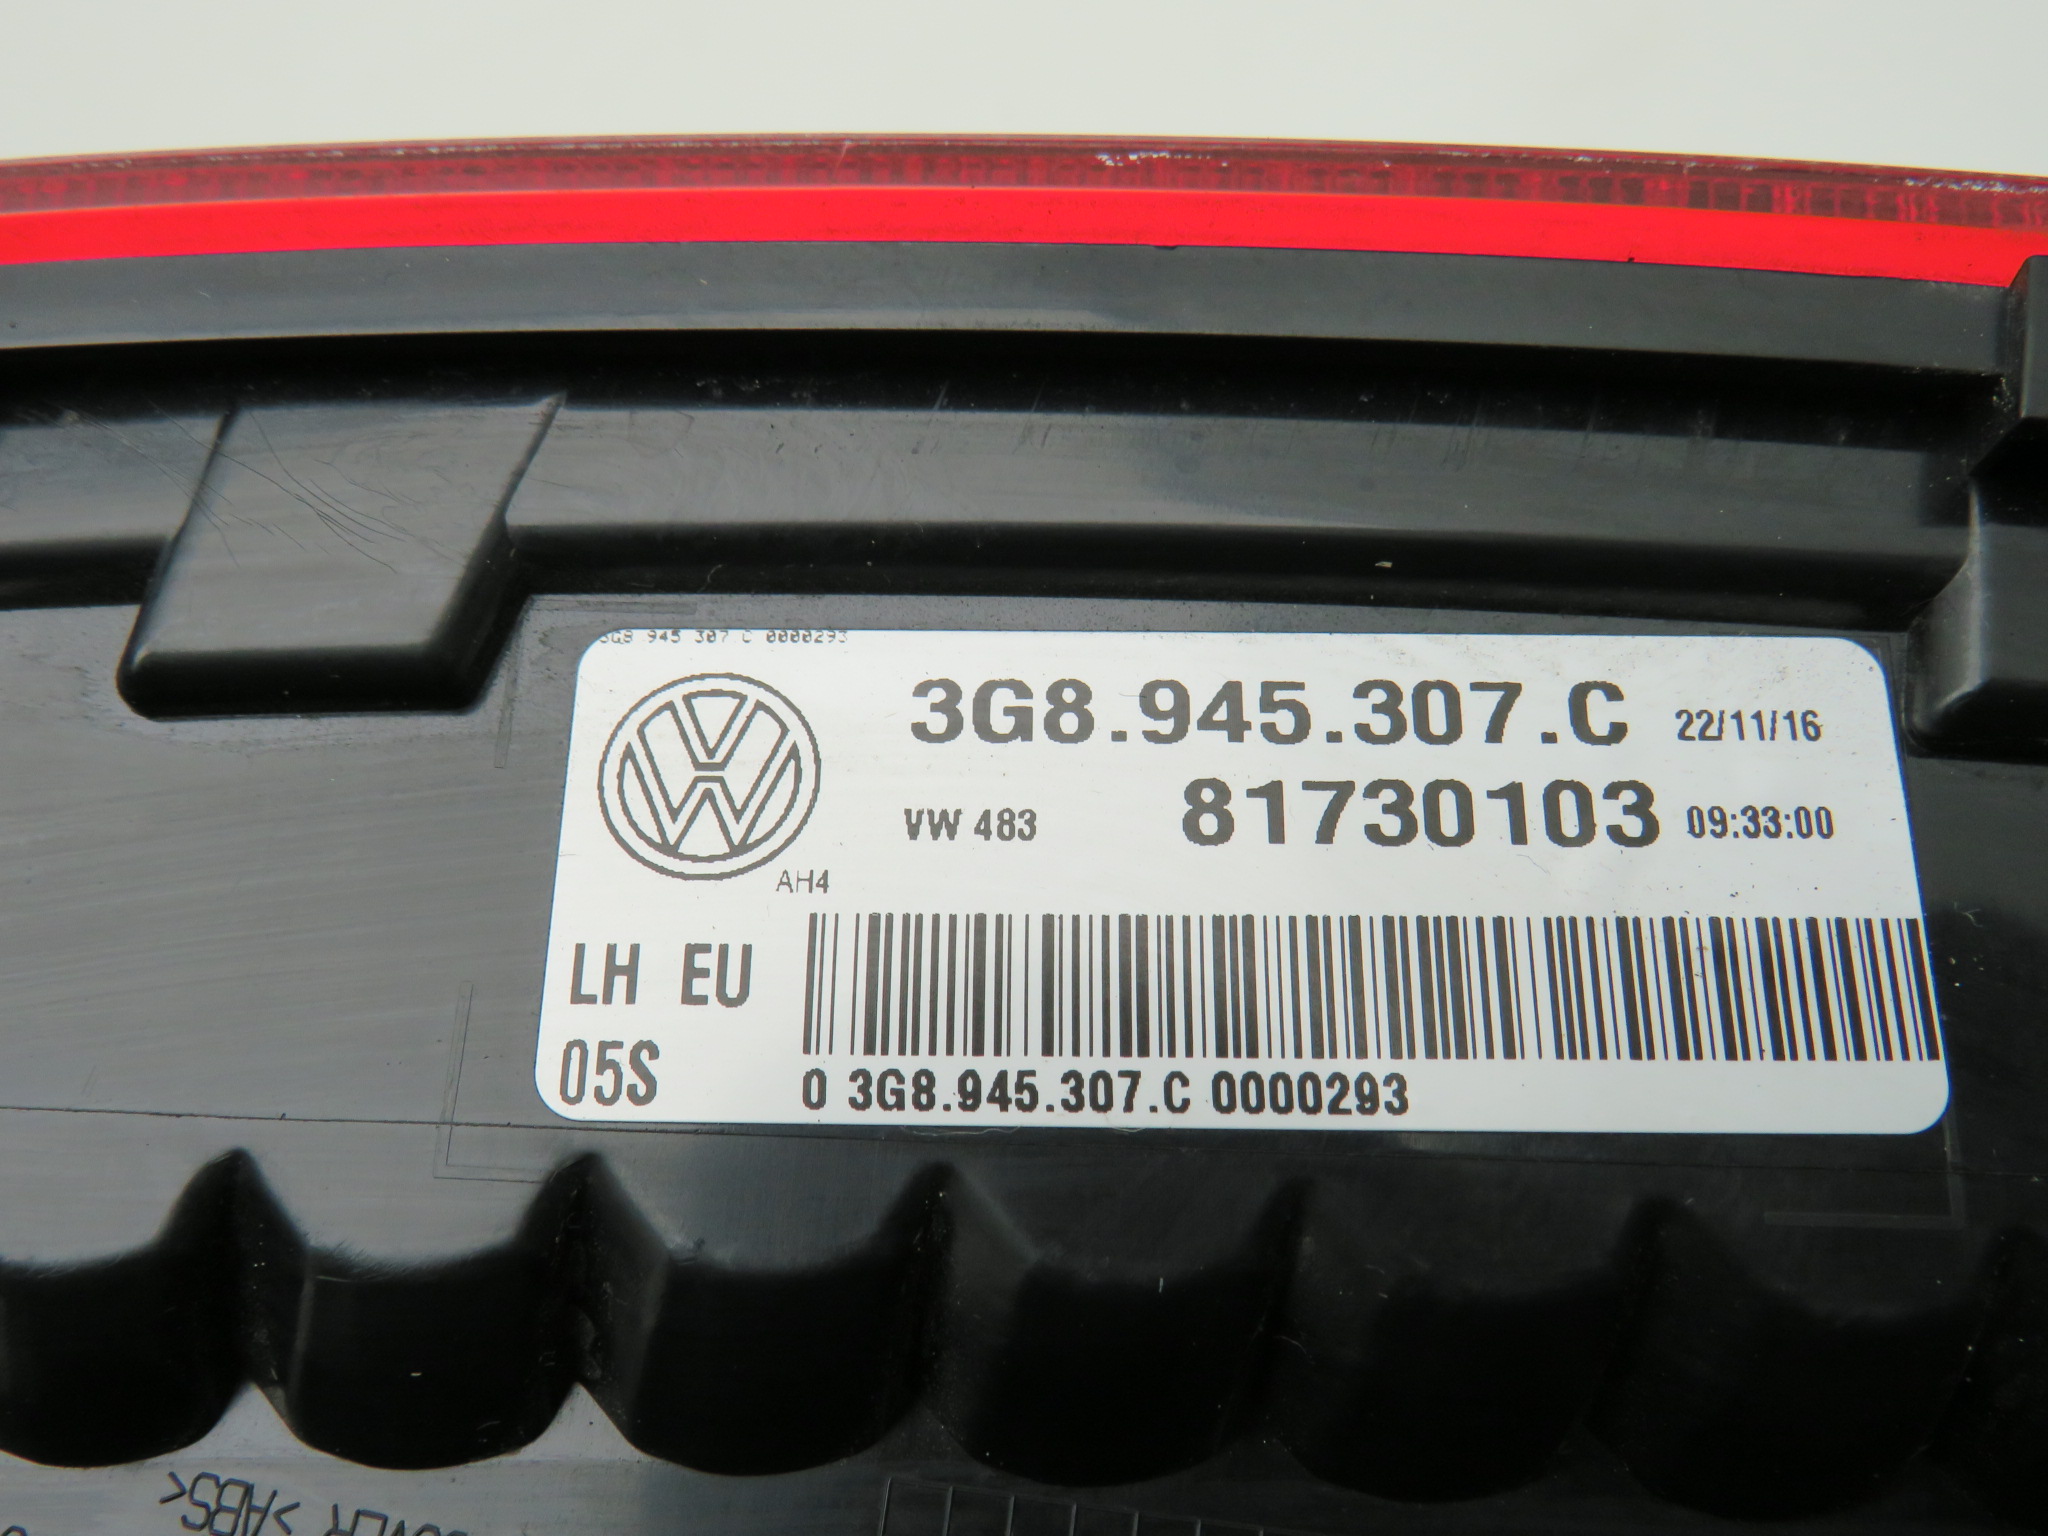 3G8 945 307 C 0000293
3G8.945.307.C 22/11/16
VW 483 81730103 09:33:00
AH4
LH EU
05S
0 3G8.945.307.C 0000293
>ABS<